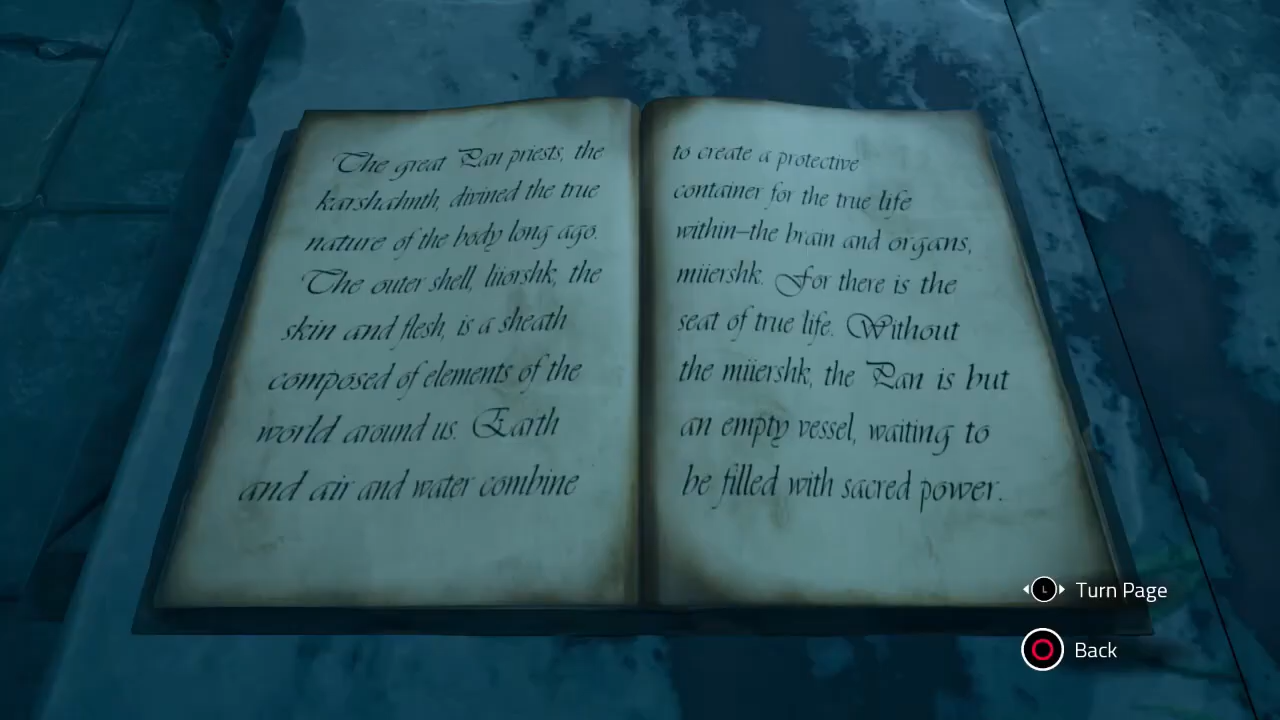 The great Pan priests, the
karshahnth, divined the true
nature of the body long ago.
The outer shell, lüorshk, the
skin and flesh, is a sheath
composed of elements of the
world around us. Earth
and air and water combine
to create a protective
container for the true life
within—the brain and organs,
müershk. For there is the
seat of true life. Without
the müershk, the Pan is but
an empty vessel, waiting to
be filled with sacred power.
L Turn Page
Back